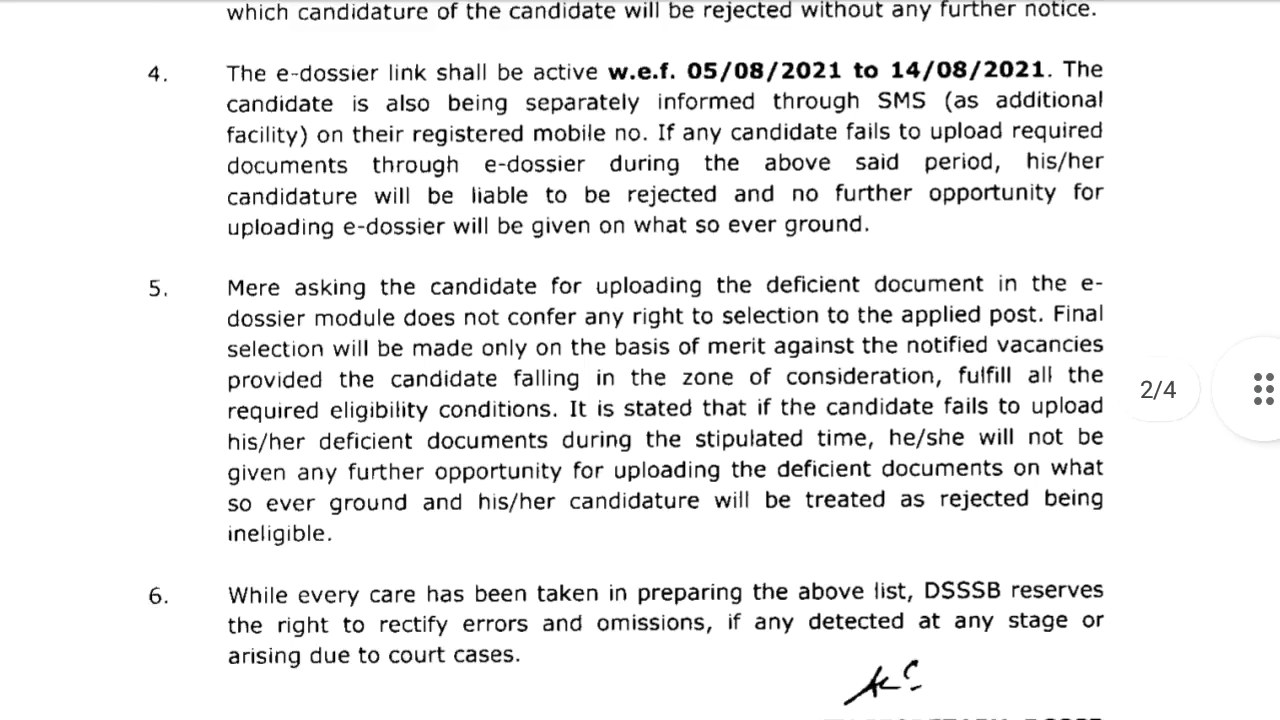 which candidature of the candidate will be rejected without any further notice.
4. The e-dossier link shall be active w.e.f. 05/08/2021 to 14/08/2021. The
candidate is also being separately informed through SMS (as additional
facility) on their registered mobile no. If any candidate fails to upload required
documents through e-dossier during the above said period, his/her
candidature will be liable to be rejected and no further opportunity for
uploading e-dossier will be given on what so ever ground.
5. Mere asking the candidate for uploading the deficient document in the e-
dossier module does not confer any right to selection to the applied post. Final
selection will be made only on the basis of merit against the notified vacancies
provided the candidate falling in the zone of consideration, fulfill all the
required eligibility conditions. It is stated that if the candidate fails to upload
his/her deficient documents during the stipulated time, he/she will not be
given any further opportunity for uploading the deficient documents on what
so ever ground and his/her candidature will be treated as rejected being
ineligible.
2/4
6. While every care has been taken in preparing the above list, DSSSB reserves
the right to rectify errors and omissions, if any detected at any stage or
arising due to court cases.